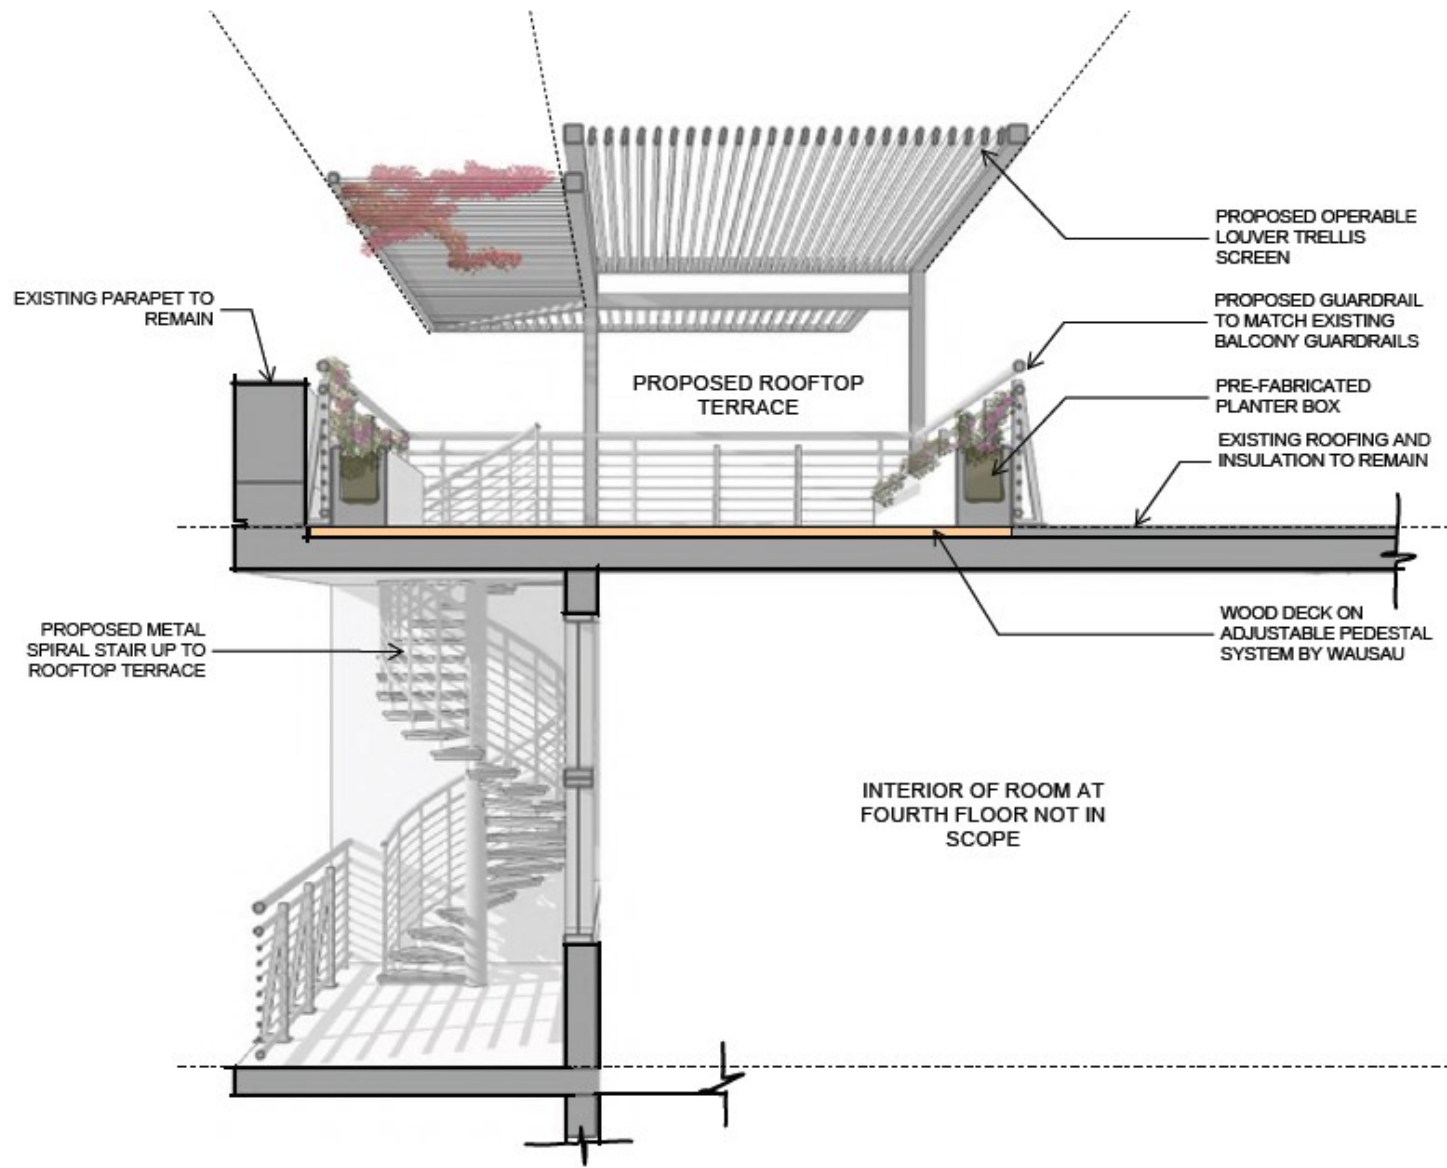 PROPOSED OPERABLE
LOUVER TRELLIS
SCREEN
EXISTING PARAPET TO
REMAIN
PROPOSED GUARDRAIL
TO MATCH EXISTING
BALCONY GUARDRAILS
PROPOSED ROOFTOP
TERRACE
PRE-FABRICATED
PLANTER BOX
EXISTING ROOFING AND
INSULATION TO REMAIN
PROPOSED METAL
SPIRAL STAIR UP TO
ROOFTOP TERRACE
WOOD DECK ON
ADJUSTABLE PEDESTAL
SYSTEM BY WAUSAU
INTERIOR OF ROOM AT
FOURTH FLOOR NOT IN
SCOPE